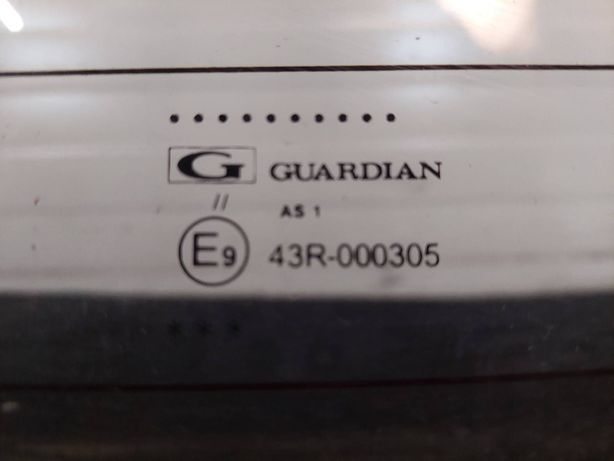 ..........
G GUARDIAN
//
AS 1
E9 43R-000305
***